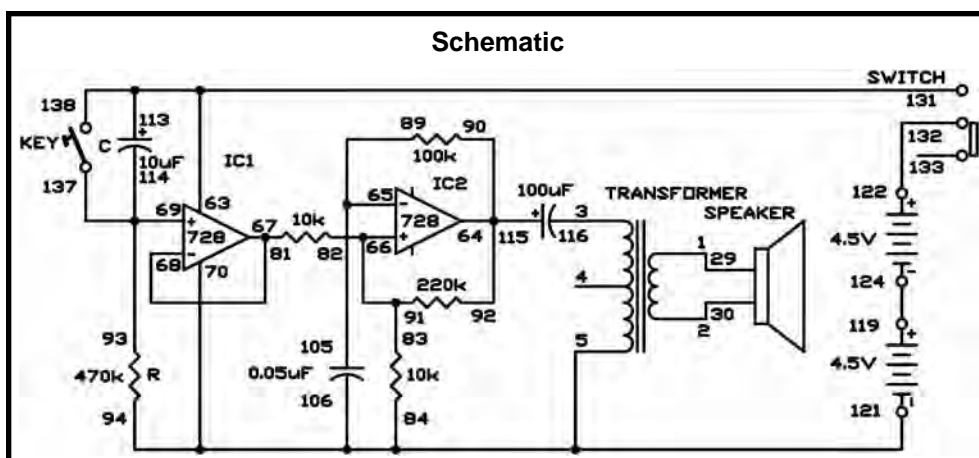 Schematic
SWITCH
131
138
113
89 90
132
KEY C
100k
133
10uF
IC1
IC2
114
100uF
TRANSFORMER
122
137
63
65
3
SPEAKER
69
67 10k
728
1
728
66
64 115 116
29
4.5V
68
70
81 82
4
124
220k
30
91 92
2
119
93
83
5
105
470k R
0.05uF
10k
4.5V
94
106
84
121